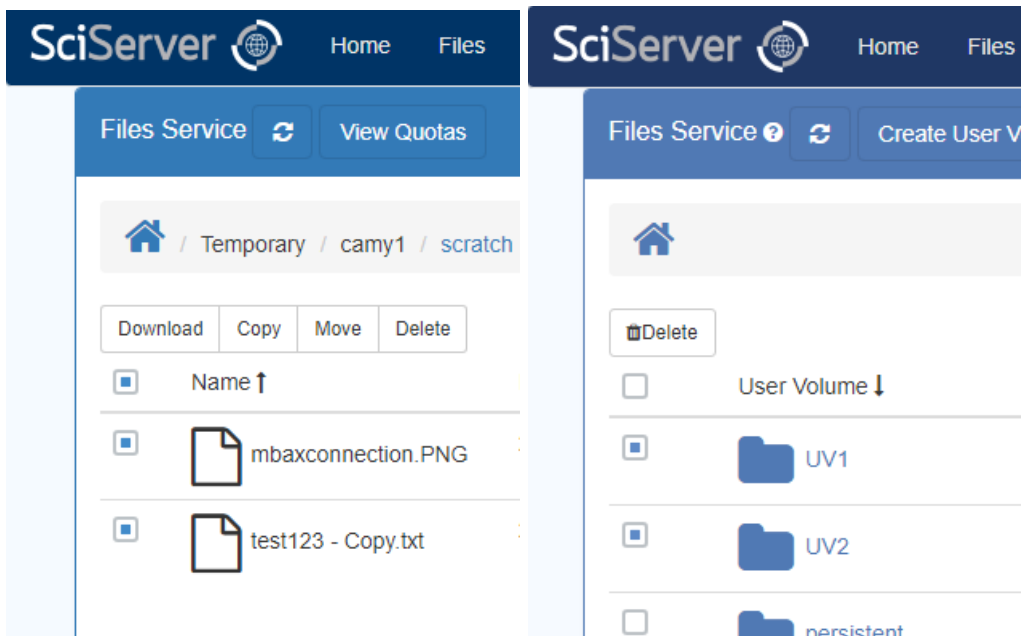 SciServer Home Files
Files Service View Quotas
/ Temporary / camy1 / scratch
Download Copy Move Delete
Name
mbaxconnection.PNG
test123 - Copy.txt
SciServer Home Files
Files Service Create User V
Delete
User Volume
UV1
UV2
persistent